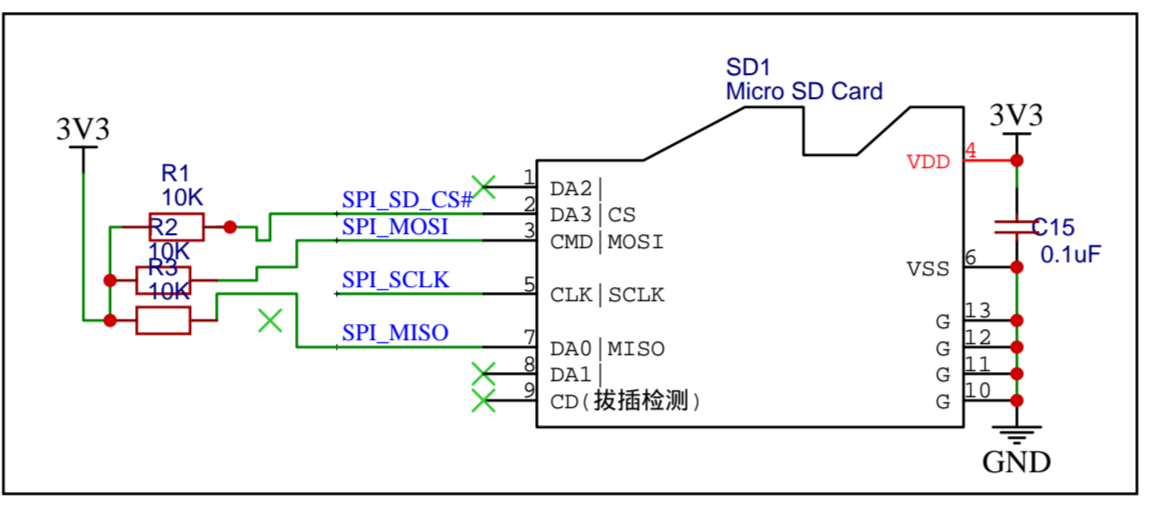 SD1
Micro SD Card
3V3
3V3
R1
10K
R2
10K
R3
10K
SPI_SD_CS#
SPI_MOSI
SPI_SCLK
SPI_MISO
1 DA2|
2 DA3|CS
3 CMD|MOSI
5 CLK|SCLK
7 DA0|MISO
8 DA1|
9 CD(拔插检测)
VDD 4
VSS 6
G 13
G 12
G 11
G 10
C15
0.1uF
GND